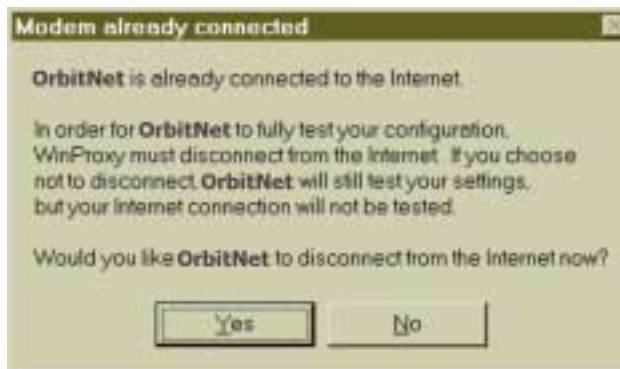 Modem already connected
OrbitNet is already connected to the Internet.
In order for OrbitNet to fully test your configuration,
WinProxy must disconnect from the Internet. If you choose
not to disconnect, OrbitNet will still test your settings,
but your Internet connection will not be tested.
Would you like OrbitNet to disconnect from the Internet now?
Yes No